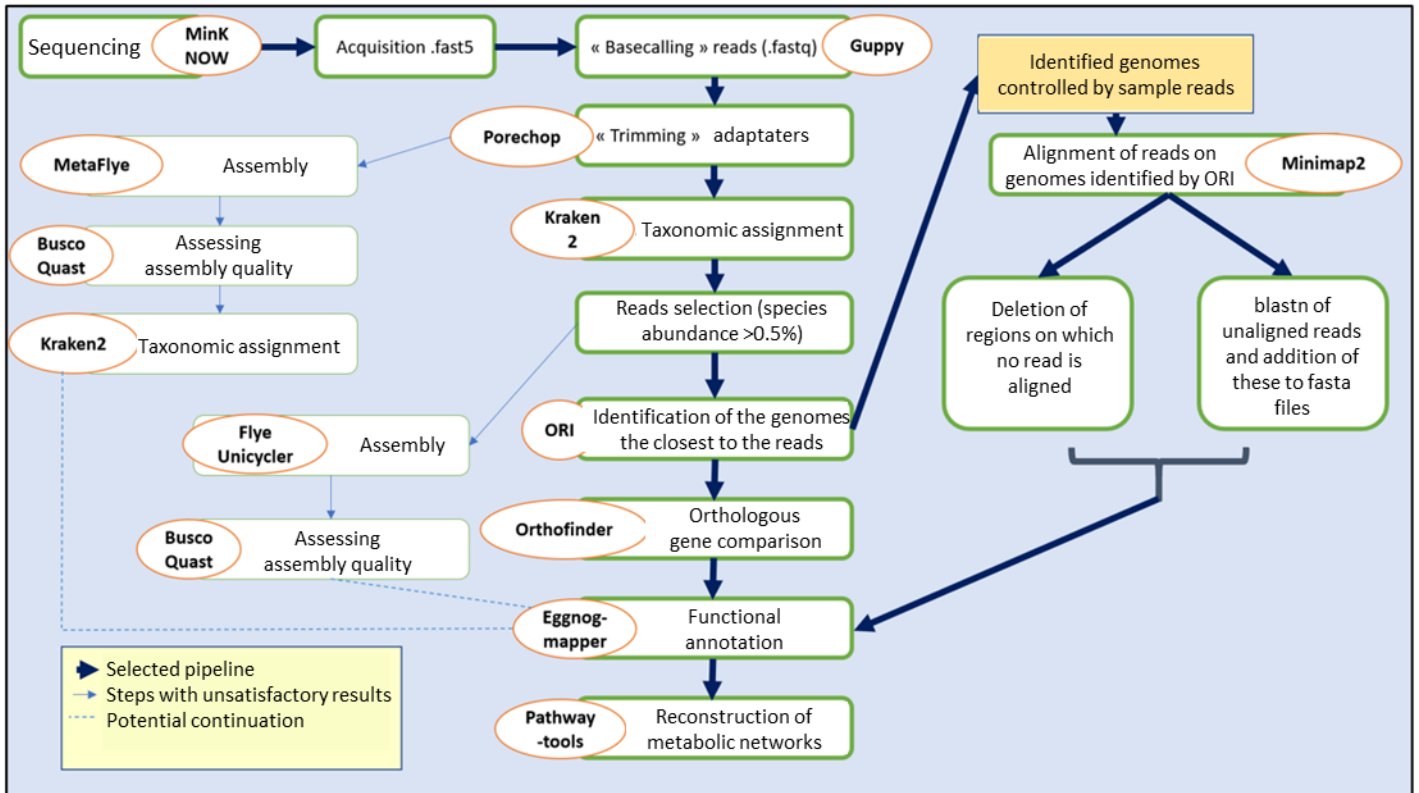 Sequencing
MinK
NOW
Acquisition .fast5
« Basecalling » reads (.fastq)
Guppy
Identified genomes
controlled by sample reads
Porechop
« Trimming » adaptaters
Alignment of reads on
genomes identified by ORI
Minimap2
MetaFlye
Assembly
Kraken
2
Taxonomic assignment
Busco
Quast
Assessing
assembly quality
Reads selection (species
abundance >0.5%)
Deletion of
regions on which
no read is
aligned
blastn of
unaligned reads
and addition of
these to fasta
files
Kraken2
Taxonomic assignment
ORI
Identification of the genomes
the closest to the reads
Flye
Unicycler
Assembly
Orthofinder
Orthologous
gene comparison
Busco
Quast
Assessing
assembly quality
Eggnog-
mapper
Functional
annotation
Selected pipeline
Steps with unsatisfactory results
Potential continuation
Pathway
-tools
Reconstruction of
metabolic networks